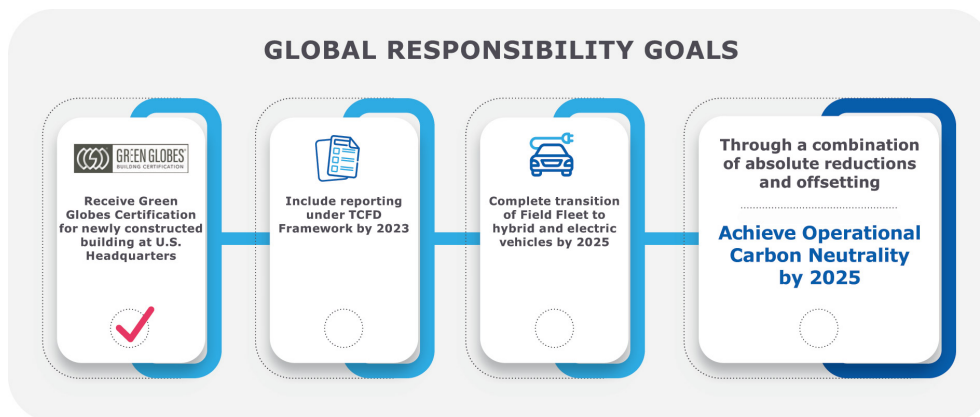 GLOBAL RESPONSIBILITY GOALS
GREEN GLOBES
BUILDING CERTIFICATION
Receive Green
Globes Certification
for newly constructed
building at U.S.
Headquarters
Include reporting
under TCFD
Framework by 2023
Complete transition
of Field Fleet to
hybrid and electric
vehicles by 2025
Through a combination
of absolute reductions
and offsetting
Achieve Operational
Carbon Neutrality
by 2025